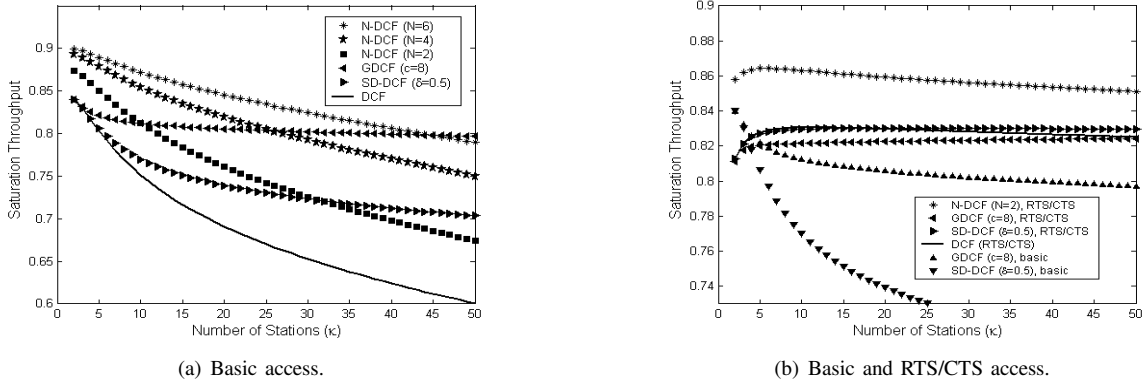 N-DCF (N=6)
N-DCF (N=4)
N-DCF (N=2)
GDCF (c=8)
SD-DCF (δ=0.5)
DCF
0.9
0.85
0.8
0.75
0.7
0.65
0.6
Saturation Throughput
0 5 10 15 20 25 30 35 40 45 50
Number of Stations (κ)
(a) Basic access.
0.9
0.88
0.86
0.84
0.82
0.8
0.78
0.76
0.74
Saturation Throughput
N-DCF (N=2), RTS/CTS
GDCF (c=8), RTS/CTS
SD-DCF (δ=0.5), RTS/CTS
DCF (RTS/CTS)
GDCF (c=8), basic
SD-DCF (δ=0.5), basic
0 5 10 15 20 25 30 35 40 45 50
Number of Stations (κ)
(b) Basic and RTS/CTS access.